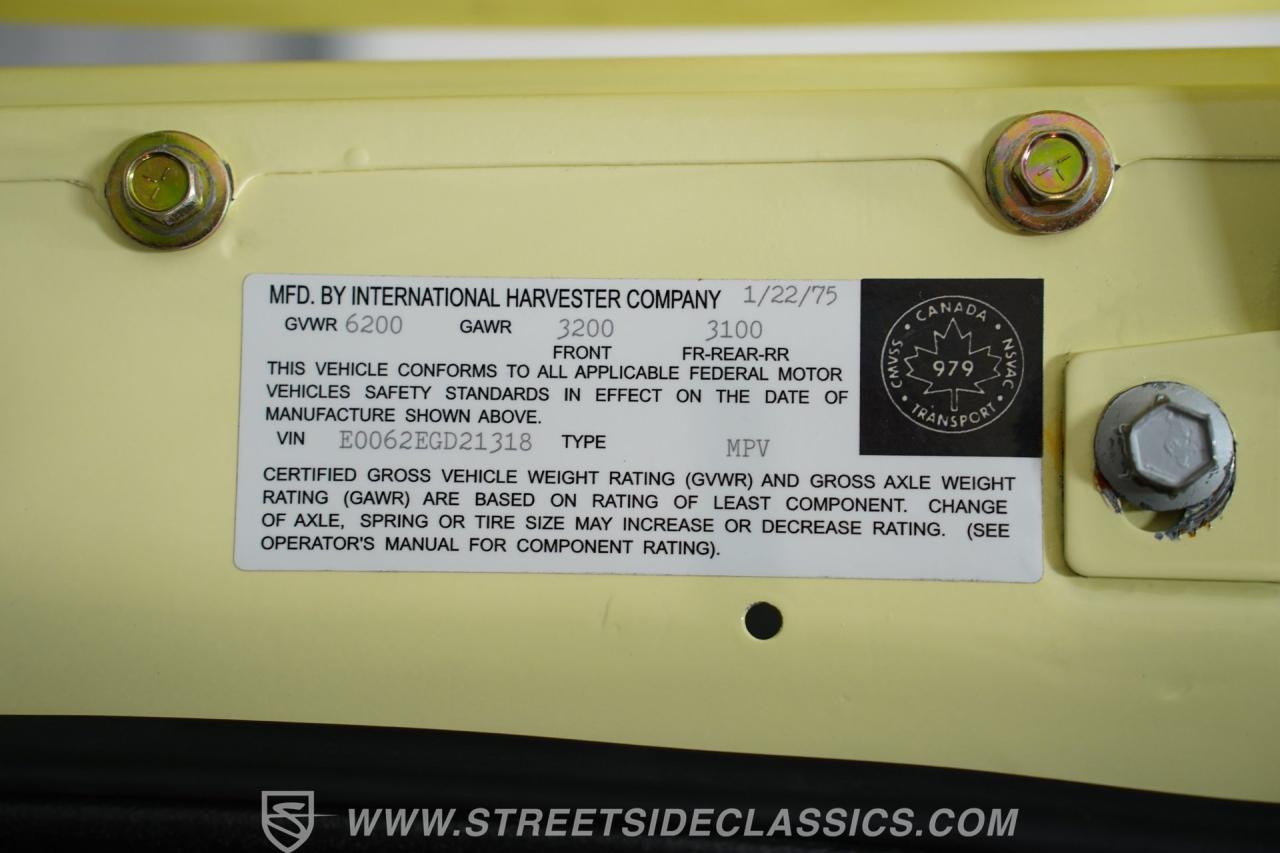 MFD. BY INTERNATIONAL HARVESTER COMPANY 1/22/75
GVWR 6200 GAWR 3200 3100
FRONT FR-REAR-RR
THIS VEHICLE CONFORMS TO ALL APPLICABLE FEDERAL MOTOR
VEHICLES SAFETY STANDARDS IN EFFECT ON THE DATE OF
MANUFACTURE SHOWN ABOVE.
VIN E0062EGD21318 TYPE MPV
CERTIFIED GROSS VEHICLE WEIGHT RATING (GVWR) AND GROSS AXLE WEIGHT
RATING (GAWR) ARE BASED ON RATING OF LEAST COMPONENT. CHANGE
OF AXLE, SPRING OR TIRE SIZE MAY INCREASE OR DECREASE RATING. (SEE
OPERATOR'S MANUAL FOR COMPONENT RATING).
CANADA
CMVSS
NSVAC
979
TRANSPORT
WWW.STREETSIDECLASSICS.COM